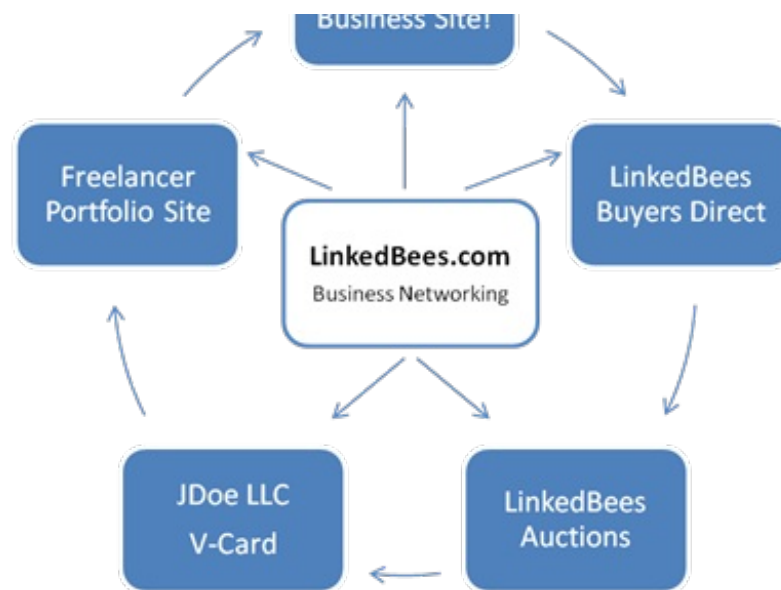 Business Site!
Freelancer
Portfolio Site
LinkedBees
Buyers Direct
LinkedBees.com
Business Networking
JDoe LLC
V-Card
LinkedBees
Auctions